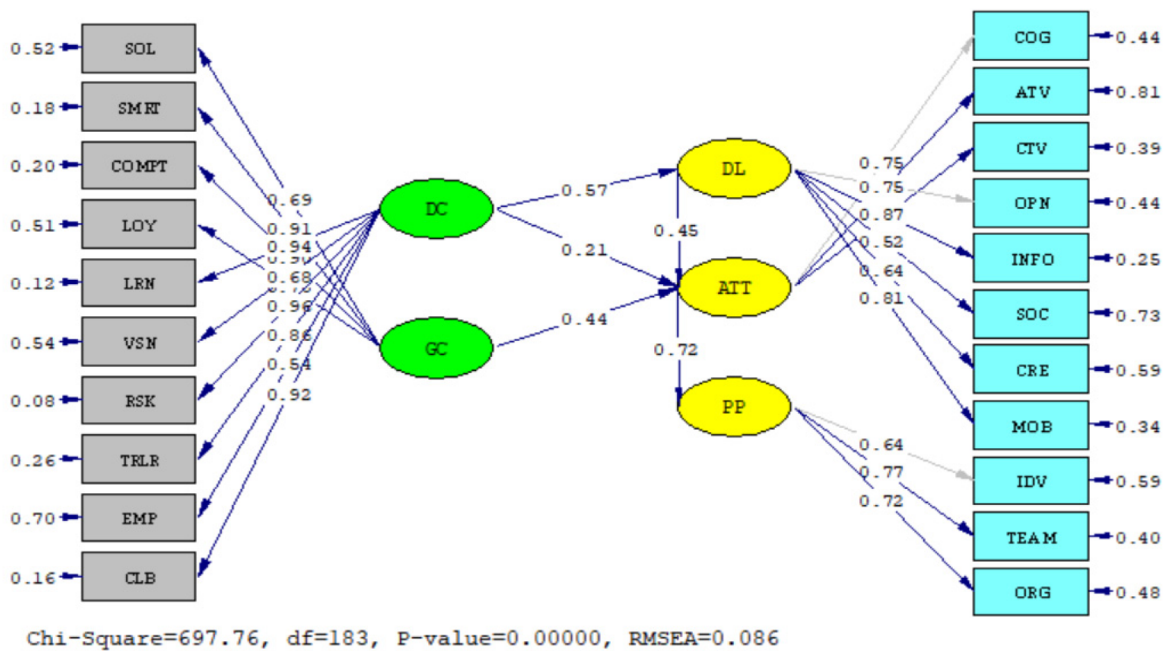 0.52 SOL
0.18 SMRT
0.20 COMPT
0.51 LOY
0.12 LRN
0.54 VSN
0.08 RSK
0.26 TRLR
0.70 EMP
0.16 CLB
0.69
0.91
0.94
0.68
0.96
0.86
0.54
0.92
DC
GC
0.57
0.21
0.44
DL
0.45
ATT
0.72
PP
0.75
0.75
0.87
0.52
0.64
0.81
0.64
0.77
0.72
COG 0.44
ATV 0.81
CTV 0.39
OPN 0.44
INFO 0.25
SOC 0.73
CRE 0.59
MOB 0.34
IDV 0.59
TEAM 0.40
ORG 0.48
Chi-Square=697.76, df=183, P-value=0.00000, RMSEA=0.086